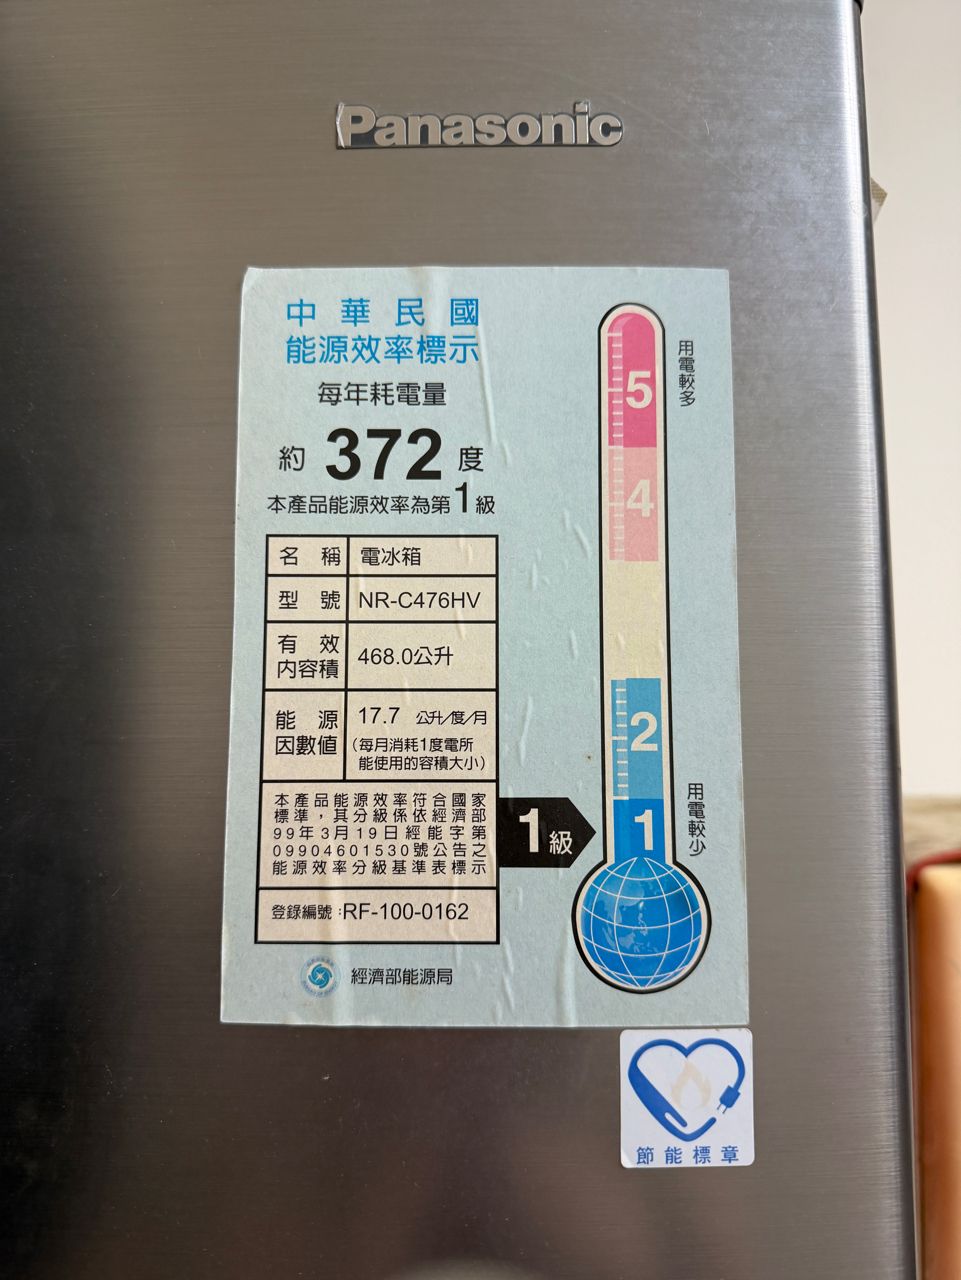 Panasonic
中華民國
能源效率標示
每年耗電量
約 372 度
本產品能源效率為第1級
名稱 電冰箱
型號 NR-C476HV
有效
內容積 468.0公升
能源
因數值 17.7 公升/度/月
(每月消耗1度電所
能使用的容積大小)
本產品能源效率符合國家
標準，其分級係依經濟部
99年3月19日經能字第
09904601530號公告之
能源效率分級基準表標示
登錄編號:RF-100-0162
經濟部能源局
用電較多
5
4
2
1
用電較少
1級
節能標章